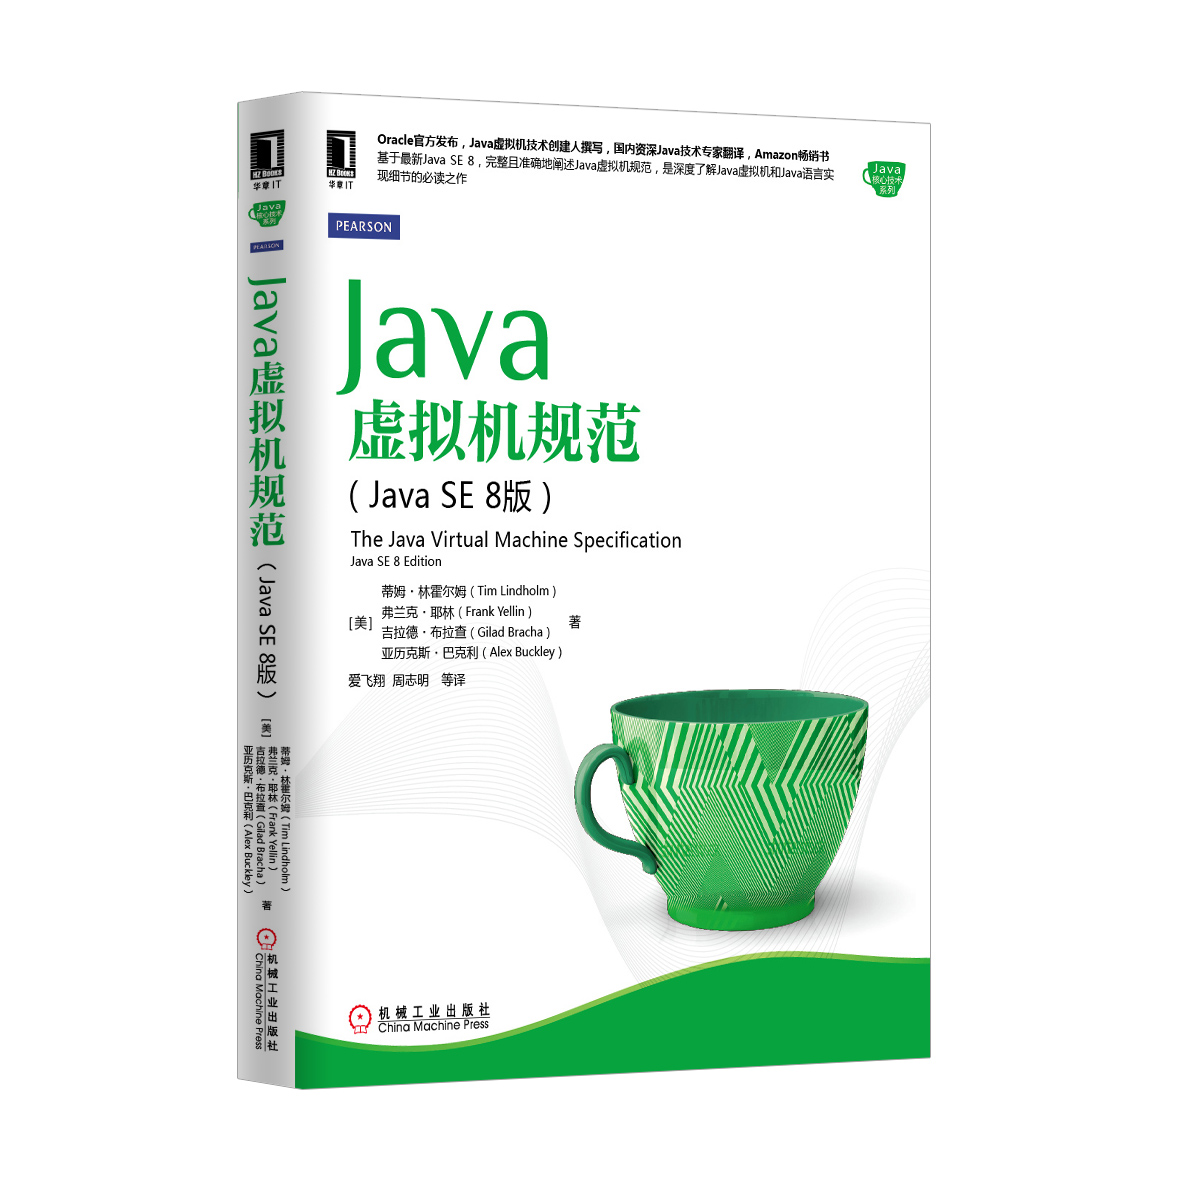 HZ Books
华章IT
Java
核心技术
系列
PEARSON
Java虚拟机规范
（Java SE 8版）
[美]
蒂姆·林霍尔姆（Tim Lindholm）
弗兰克·耶林（Frank Yellin）
吉拉德·布拉查（Gilad Bracha）
亚历克斯·巴克利（Alex Buckley）
著
机械工业出版社
China Machine Press
HZ Books
华章IT
Oracle官方发布，Java虚拟机技术创建人撰写，国内资深Java技术专家翻译，Amazon畅销书
基于最新Java SE 8，完整且准确地阐述Java虚拟机规范，是深度了解Java虚拟机和Java语言实
现细节的必读之作
Java
核心技术
系列
PEARSON
Java
虚拟机规范
（Java SE 8版）
The Java Virtual Machine Specification
Java SE 8 Edition
[美]
蒂姆·林霍尔姆（Tim Lindholm）
弗兰克·耶林（Frank Yellin）
吉拉德·布拉查（Gilad Bracha）
亚历克斯·巴克利（Alex Buckley）
著
爱飞翔 周志明 等译
机械工业出版社
China Machine Press